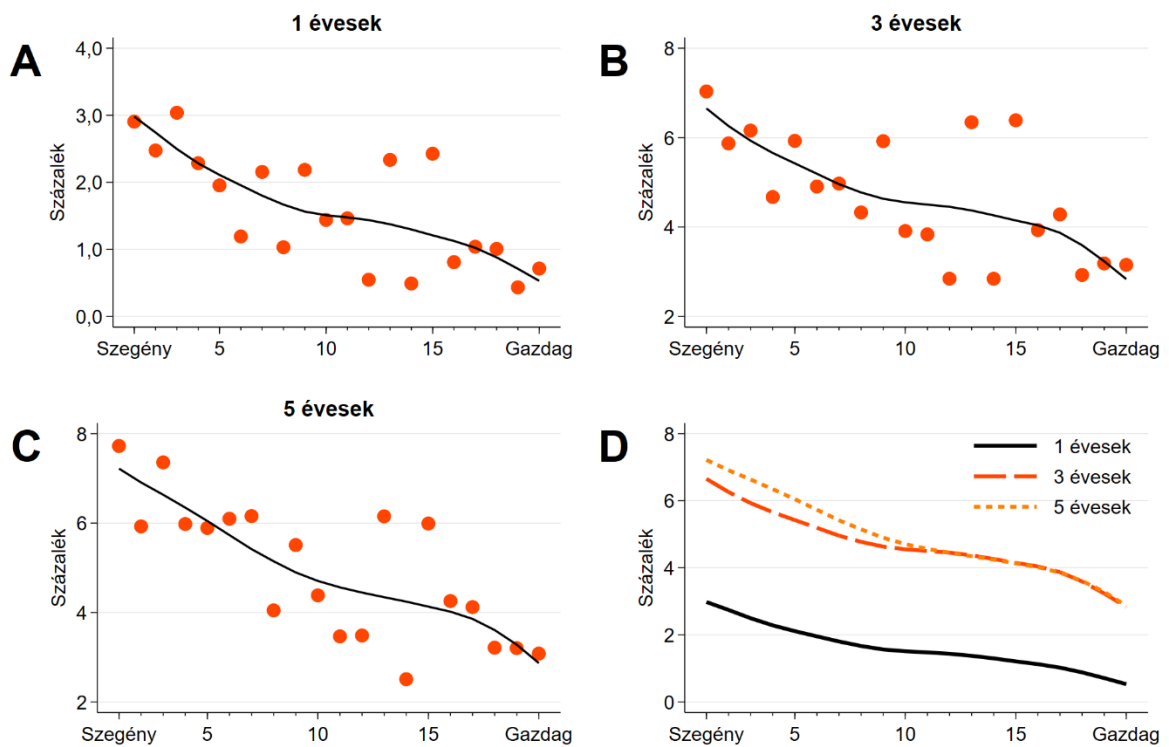 A
1 évesek
4,0
3,0
2,0
1,0
0,0
Százalék
Szegény 5 10 15 Gazdag
B
3 évesek
8
6
4
2
Százalék
Szegény 5 10 15 Gazdag
C
5 évesek
8
6
4
2
Százalék
Szegény 5 10 15 Gazdag
D
8
6
4
2
0
Százalék
1 évesek
3 évesek
5 évesek
Szegény 5 10 15 Gazdag